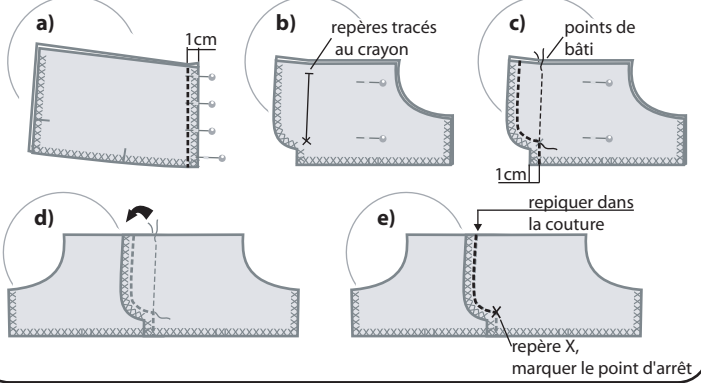 a)
1cm
b)
repères tracés
au crayon
c)
points de
bâti
1cm
d)
e)
repiquer dans
la couture
X
repère X,
marquer le point d'arrêt